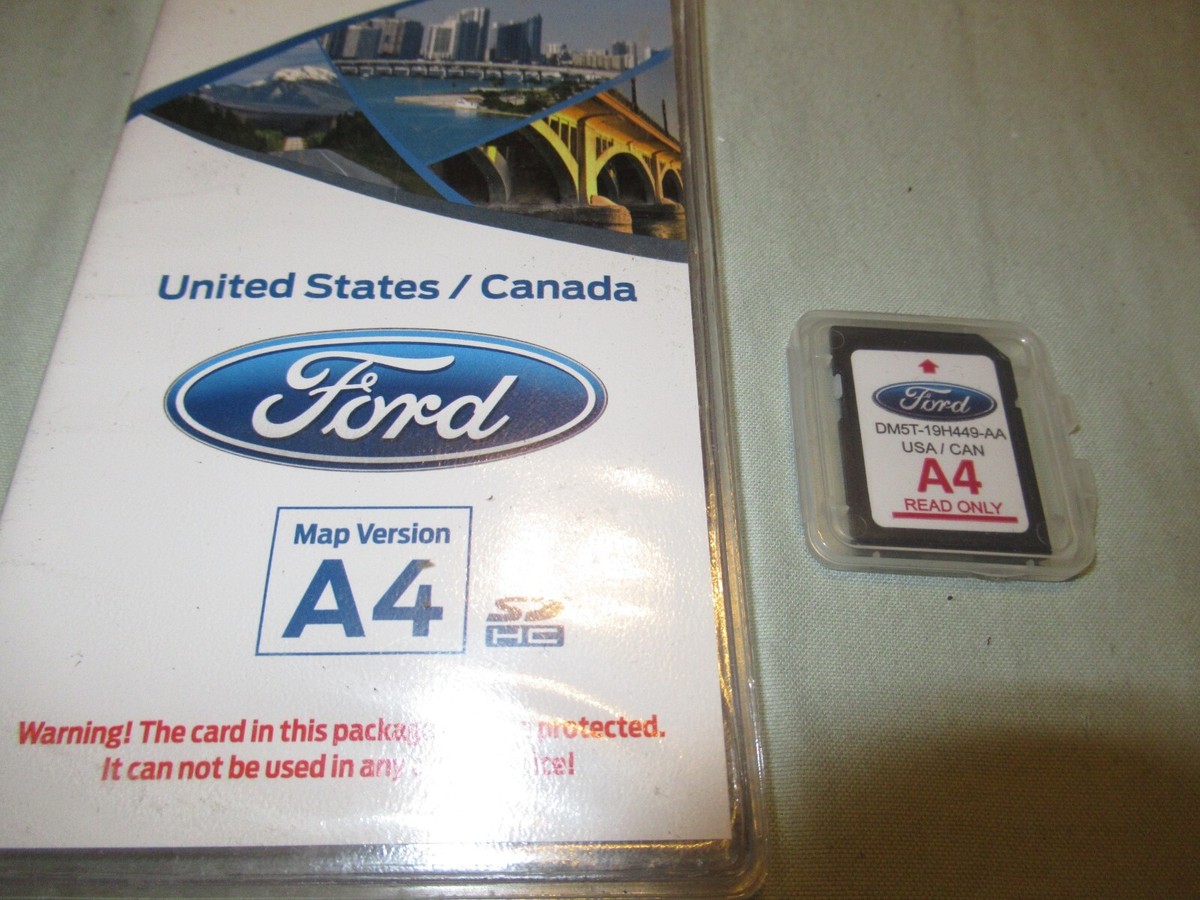 United States / Canada
Ford
Map Version
A4
SD
HC
Warning! The card in this protected.
It can not be used in any
Ford
DM5T-19H449-AA
USA / CAN
A4
READ ONLY